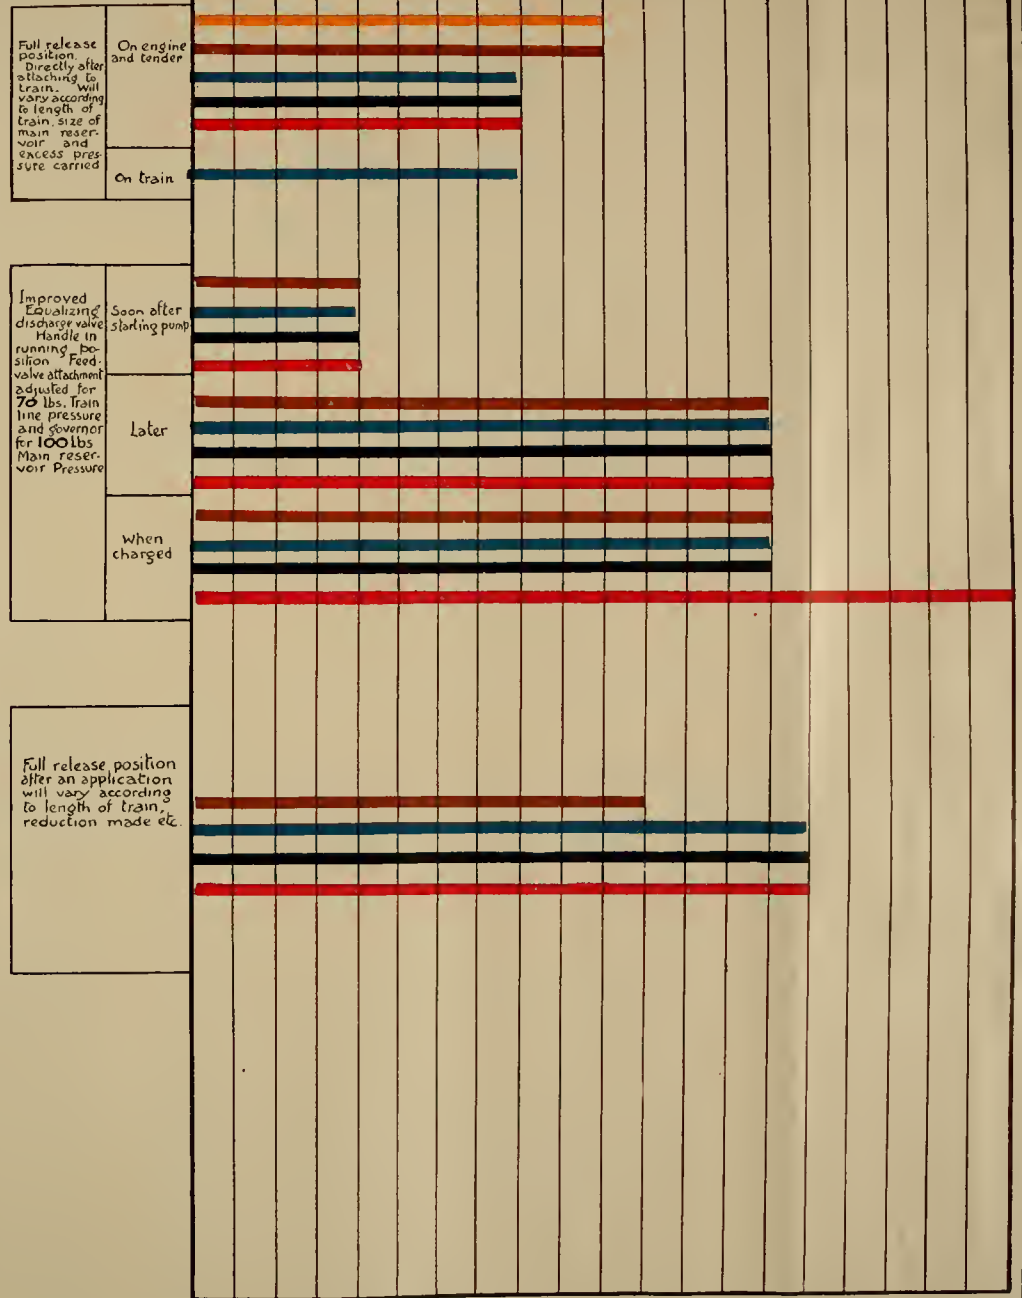 Full release
position.
Directly after
attaching to
train. Will
vary according
to length of
train, size of
main reser-
voir and
excess pres-
sure carried
On engine
and tender
On train
Improved
Equalizing
discharge valve
Handle in
running po-
sition Feed-
valve attachment
adjusted for
70 lbs. Train
line pressure
and governor
for 100 lbs
Main reser-
voir Pressure
Soon after
starting pump
Later
When
charged
Full release position
after an application
will vary according
to length of train,
reduction made etc.